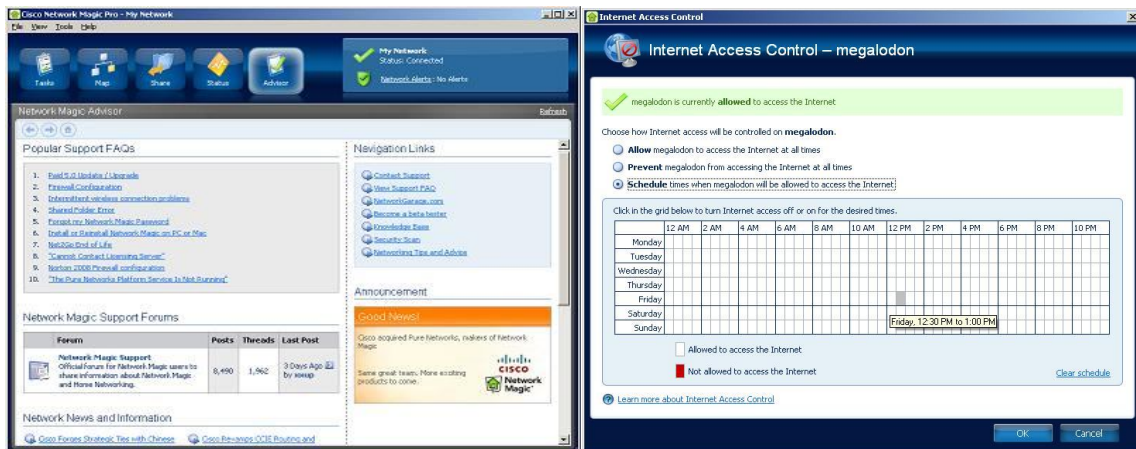 Cisco Network Magic Pro - My Network
File View Tools Help
Tasks
Map
Share
Status
Advisor
My Network
Status: Connected
Network Alerts : No Alerts
Network Magic Advisor
Refresh
Popular Support FAQs
1. Paid 5.0 Update / Upgrade
2. Firewall Configuration
3. Intermittent wireless connection problems
4. Shared Folder Error
5. Forgot my Network Magic Password
6. Install or Reinstall Network Magic on PC or Mac
7. Net2Go End of Life
8. "Cannot Contact Licensing Server"
9. Norton 2008 Firewall configuration
10. "The Pure Networks Platform Service Is Not Running"
Network Magic Support Forums
Forum Posts Threads Last Post
Network Magic Support
Official forum for Network Magic users to
share information about Network Magic
and Home Networking.
8,490
1,962
3 Days Ago
by
Network News and Information
Cisco Forges Strategic Ties with Chinese
Cisco Revamps CCIE Routing and
Navigation Links
Contact Support
View Support FAQ
NetworkGarage.com
Become a beta tester
Knowledge Base
Security Scan
Networking Tips and Advice
Announcement
Good News!
Cisco acquired Pure Networks, makers of Network
Magic
Same great team. More exciting
products to come.
CISCO
Network
Magic
Internet Access Control
Internet Access Control – megalodon
megalodon is currently allowed to access the Internet
Choose how Internet access will be controlled on megalodon.
Allow megalodon to access the Internet at all times
Prevent megalodon from accessing the Internet at all times
Schedule times when megalodon will be allowed to access the Internet
Click in the grid below to turn Internet access off or on for the desired times.
12 AM 2 AM 4 AM 6 AM 8 AM 10 AM 12 PM 2 PM 4 PM 6 PM 8 PM 10 PM
Monday
Tuesday
Wednesday
Thursday
Friday
Saturday
Sunday
Friday, 12:30 PM to 1:00 PM
Allowed to access the Internet
Not allowed to access the Internet
Clear schedule
Learn more about Internet Access Control
OK
Cancel